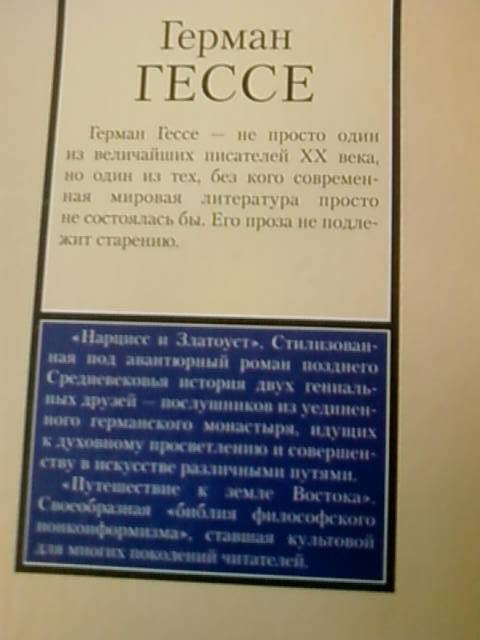 Герман
ГЕССЕ
Герман Гессе — не просто один
из величайших писателей XX века,
но один из тех, без кого современ-
ная мировая литература просто
не состоялась бы. Его проза не подле-
жит старению.
«Нарцисс и Златоуст». Стилизован-
ная под авантюрный роман позднего
Средневековья история двух гениаль-
ных друзей — послушников из уединен-
ного германского монастыря, идущих
к духовному просветлению и совершен-
ству в искусстве различными путями.
«Путешествие к земле Востока».
Своеобразная «библия философского
нонконформизма», ставшая культовой
для многих поколений читателей.